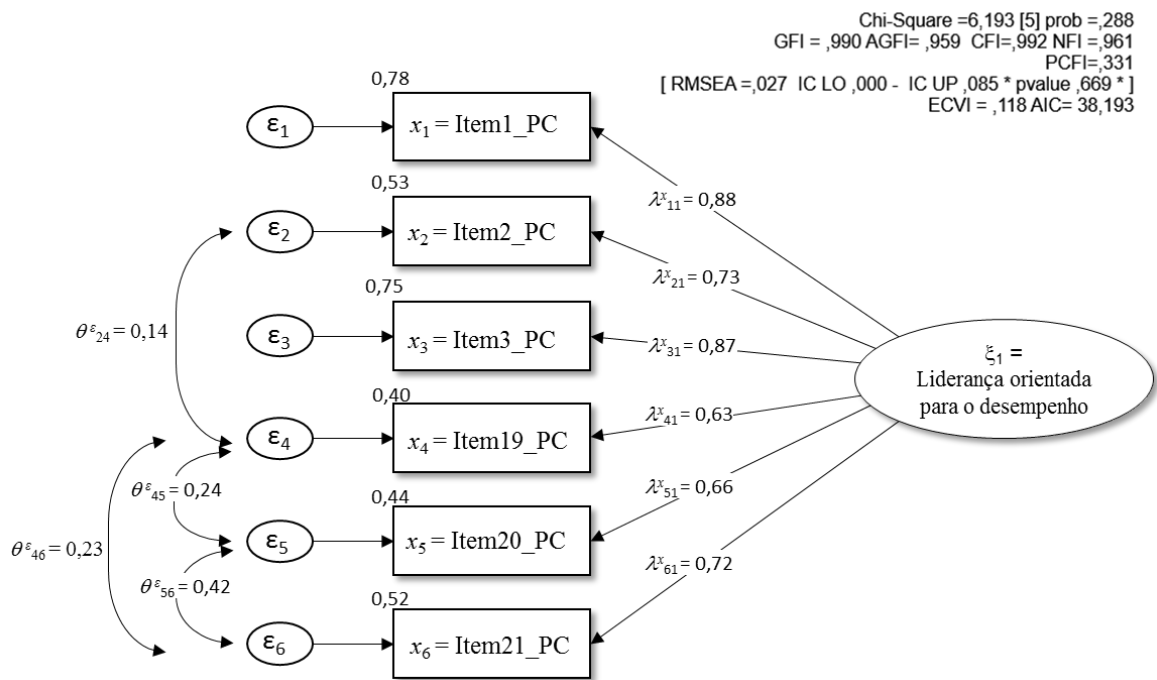 Chi-Square =6,193 [5] prob =,288
GFI = ,990 AGFI= ,959 CFI=,992 NFI =,961
PCFI=,331
[ RMSEA =,027 IC LO ,000 - IC UP ,085 * pvalue ,669 * ]
ECVI = ,118 AIC= 38,193
0,78
ε1
x1 = Item1_PC
λx11= 0,88
0,53
ε2
x2 = Item2_PC
λx21= 0,73
0,75
θε24= 0,14
ε3
x3 = Item3_PC
λx31= 0,87
ξ1 =
Liderança orientada
para o desempenho
0,40
ε4
x4 = Item19_PC
λx41= 0,63
θε45= 0,24
0,44
λx51= 0,66
ε5
x5 = Item20_PC
θε46= 0,23
θε56= 0,42
λx61= 0,72
0,52
ε6
x6 = Item21_PC